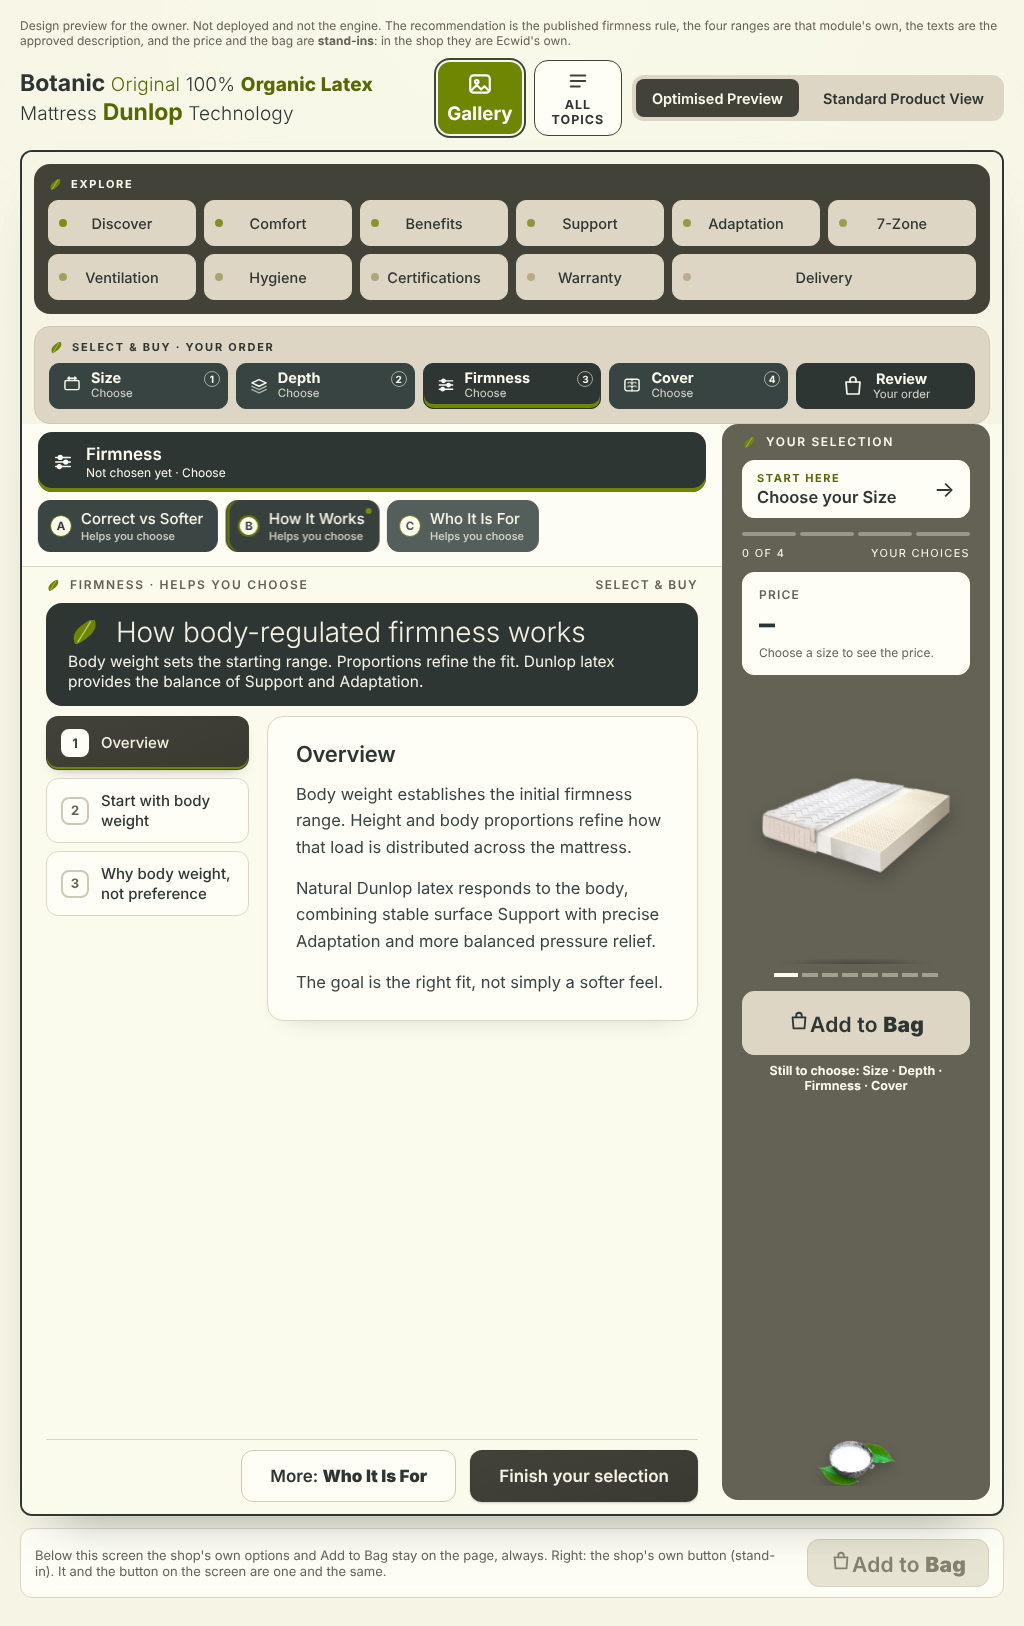 Design preview for the owner. Not deployed and not the engine. The recommendation is the published firmness rule, the four ranges are that module's own, the texts are the
approved description, and the price and the bag are stand-ins: in the shop they are Ecwid's own.
Botanic Original 100% Organic Latex
Mattress Dunlop Technology
Gallery
ALL
TOPICS
Optimised Preview
Standard Product View
EXPLORE
Discover
Comfort
Benefits
Support
Adaptation
7-Zone
Ventilation
Hygiene
Certifications
Warranty
Delivery
SELECT & BUY · YOUR ORDER
Size
Choose
1
Depth
Choose
2
Firmness
Choose
3
Cover
Choose
4
Review
Your order
Firmness
Not chosen yet · Choose
A
Correct vs Softer
Helps you choose
B
How It Works
Helps you choose
C
Who It Is For
Helps you choose
FIRMNESS · HELPS YOU CHOOSE
SELECT & BUY
How body-regulated firmness works
Body weight sets the starting range. Proportions refine the fit. Dunlop latex
provides the balance of Support and Adaptation.
1
Overview
2
Start with body
weight
3
Why body weight,
not preference
Overview
Body weight establishes the initial firmness
range. Height and body proportions refine how
that load is distributed across the mattress.
Natural Dunlop latex responds to the body,
combining stable surface Support with precise
Adaptation and more balanced pressure relief.
The goal is the right fit, not simply a softer feel.
More: Who It Is For
Finish your selection
YOUR SELECTION
START HERE
Choose your Size
0 OF 4
YOUR CHOICES
PRICE
–
Choose a size to see the price.
Add to Bag
Still to choose: Size · Depth ·
Firmness · Cover
Below this screen the shop's own options and Add to Bag stay on the page, always. Right: the shop's own button (stand-
in). It and the button on the screen are one and the same.
Add to Bag